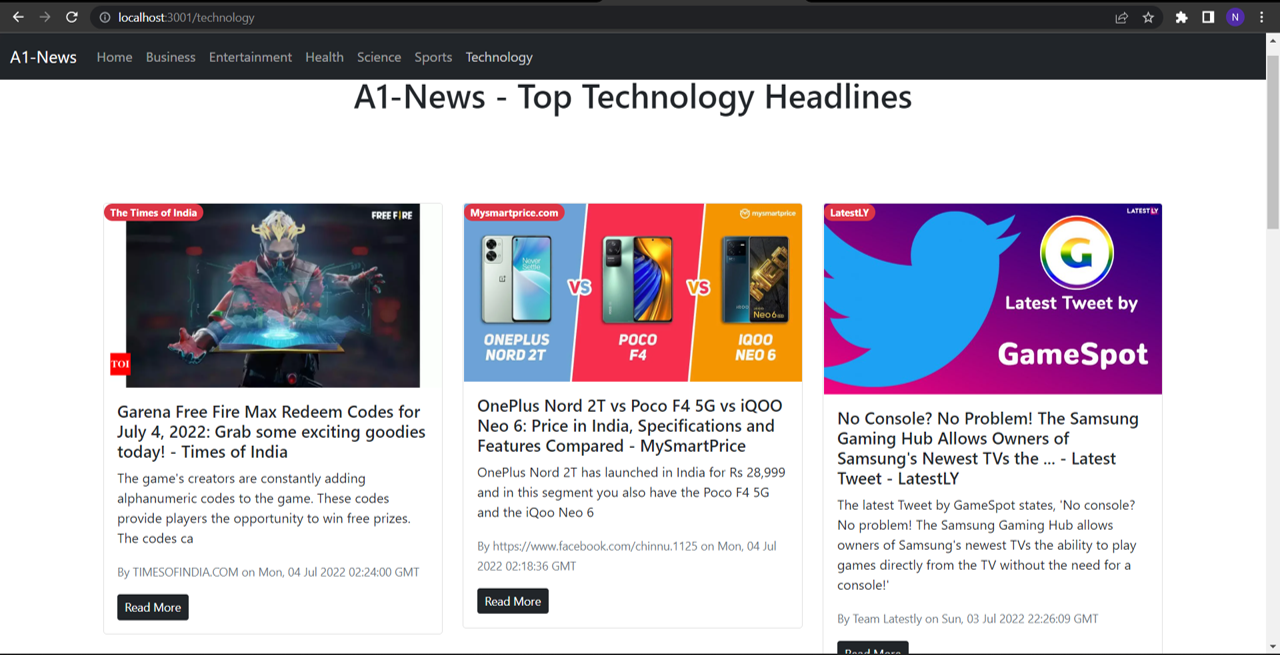 localhost:3001/technology
N
A1-News Home Business Entertainment Health Science Sports Technology
A1-News - Top Technology Headlines
The Times of India
FREE FIRE
TOI
Garena Free Fire Max Redeem Codes for
July 4, 2022: Grab some exciting goodies
today! - Times of India
The game's creators are constantly adding
alphanumeric codes to the game. These codes
provide players the opportunity to win free prizes.
The codes ca
By TIMESOFINDIA.COM on Mon, 04 Jul 2022 02:24:00 GMT
Read More
Mysmartprice.com
mysmartprice
Never
Settle
VS
VS
Neo 6
ONEPLUS
NORD 2T
POCO
F4
IQOO
NEO 6
OnePlus Nord 2T vs Poco F4 5G vs iQOO
Neo 6: Price in India, Specifications and
Features Compared - MySmartPrice
OnePlus Nord 2T has launched in India for Rs 28,999
and in this segment you also have the Poco F4 5G
and the iQoo Neo 6
By https://www.facebook.com/chinnu.1125 on Mon, 04 Jul
2022 02:18:36 GMT
Read More
LatestLY
LATESTLY
G
Latest Tweet by
GameSpot
No Console? No Problem! The Samsung
Gaming Hub Allows Owners of
Samsung's Newest TVs the ... - Latest
Tweet - LatestLY
The latest Tweet by GameSpot states, 'No console?
No problem! The Samsung Gaming Hub allows
owners of Samsung's newest TVs the ability to play
games directly from the TV without the need for a
console!'
By Team Latestly on Sun, 03 Jul 2022 22:26:09 GMT
Read More